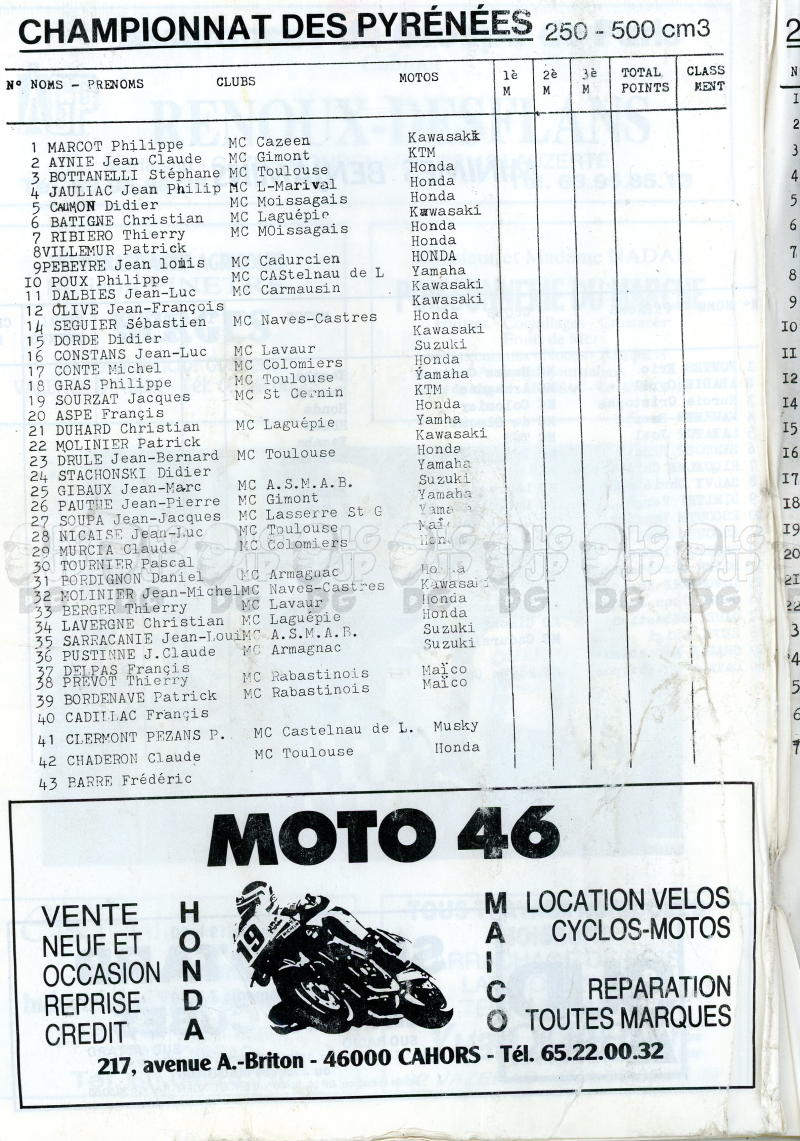 CHAMPIONNAT DES PYRÉNÉES 250 - 500 cm3
N° NOMS - PRENOMS CLUBS MOTOS 1è M 2è M 3è M TOTAL POINTS CLASS MENT
1 MARCOT Philippe MC Cazeen Kawasaki
2 AYNIE Jean Claude MC Gimont KTM
3 BOTTANELLI Stéphane MC Toulouse Honda
4 JAULIAC Jean Philip MC L-Marival Honda
5 CAUMON Didier MC Moissagais Honda
6 BATIGNE Christian MC Laguépie Kawasaki
7 RIBIERO Thierry MC MOissagais Honda
8 VILLEMUR Patrick Honda
9 PEBEYRE Jean louis MC Cadurcien HONDA
10 POUX Philippe MC CAStelnau de L Yamaha
11 DALBIES Jean-Luc MC Carmausin Kawasaki
12 OLIVE Jean-François Kawasaki
14 SEGUIER Sébastien MC Naves-Castres Honda
15 DORDE Didier Kawasaki
16 CONSTANS Jean-Luc MC Lavaur Suzuki
17 CONTE Michel MC Colomiers Honda
18 GRAS Philippe MC Toulouse Yamaha
19 SOURZAT Jacques MC St Cernin KTM
20 ASPE Françis Honda
21 DUHARD Christian MC Laguépie Yamha
22 MOLINIER Patrick Kawasaki
23 DRULE Jean-Bernard MC Toulouse Honda
24 STACHONSKI Didier Yamaha
25 GIBAUX Jean-Marc MC A.S.M.A.B. Suzuki
26 PAUTHE Jean-Pierre MC Gimont Yamaha
27 SOUPA Jean-Jacques MC Lasserre St G Yamaha
28 NICAISE Jean-Luc MC Toulouse Maïco
29 MURCIA Claude MC Colomiers Honda
30 TOURNIER Pascal
31 BORDIGNON Daniel MC Armagnac Honda
32 MOLINIER Jean-Michel MC Naves-Castres Kawasaki
33 BERGER Thierry MC Lavaur Honda
34 LAVERGNE Christian MC Laguépie Honda
35 SARRACANIE Jean-Loui MC A.S.M.A.B. Suzuki
36 PUSTINNE J.Claude MC Armagnac Suzuki
37 DELPAS Françis
38 PREVOT Thierry MC Rabastinois Maïco
39 BORDENAVE Patrick MC Rabastinois Maïco
40 CADILLAC Françis
41 CLERMONT PEZANS P. MC Castelnau de L. Musky
42 CHADERON Claude MC Toulouse Honda
43 BARRE Frédéric
MOTO 46
VENTE
NEUF ET
OCCASION
REPRISE
CREDIT
HONDA
19
MAICO
LOCATION VELOS
CYCLOS-MOTOS
REPARATION
TOUTES MARQUES
217, avenue A.-Briton - 46000 CAHORS - Tél. 65.22.00.32